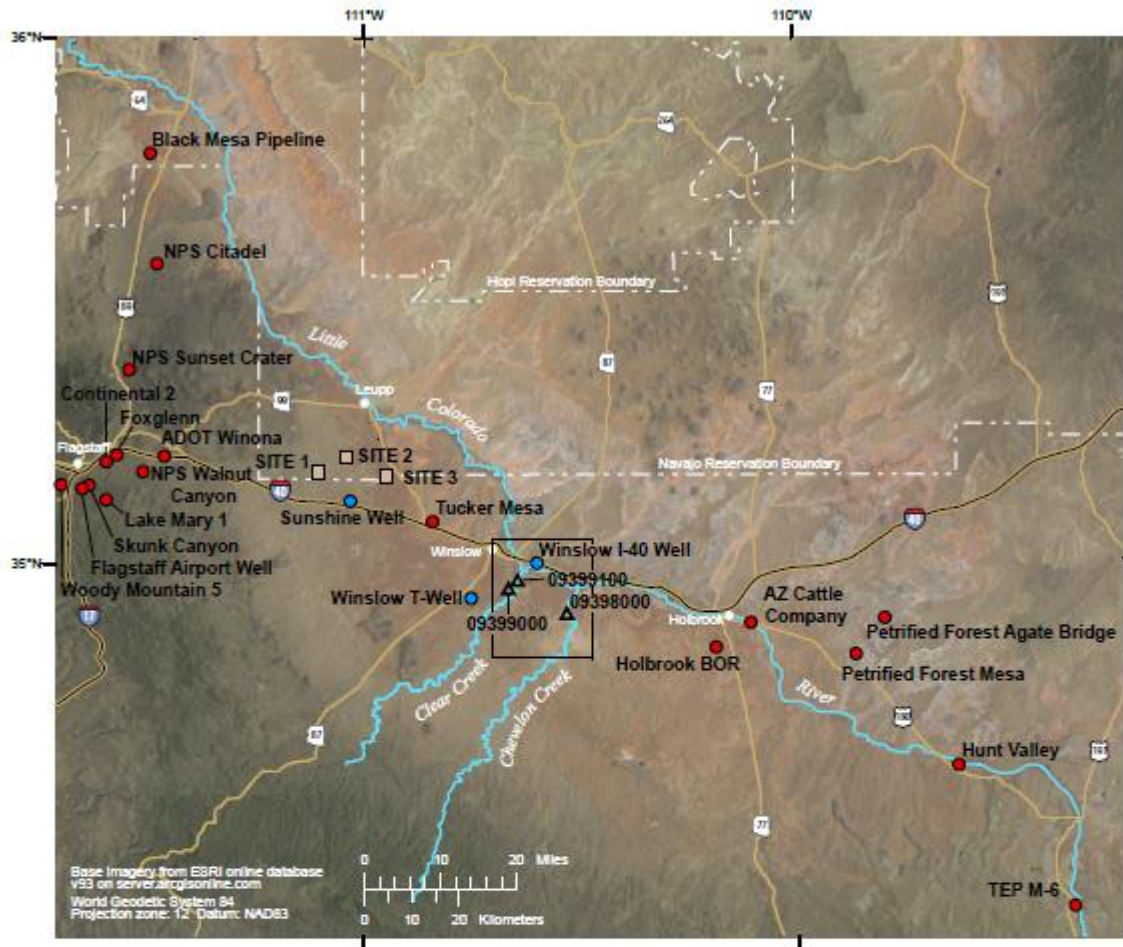 111°W
110°W
36°N
64
Black Mesa Pipeline
264
NPS Citadel
Hopi Reservation Boundary
89
Little
87
NPS Sunset Crater
77
Continental 2
Foxglenn
Leupp
99
Colorado
Flagstaff
ADOT Winona
SITE 1
SITE 2
SITE 3
Navajo Reservation Boundary
NPS Walnut
Canyon
40
40
Lake Mary 1
Sunshine Well
Tucker Mesa
Skunk Canyon
Winslow
Winslow I-40 Well
35°N
Flagstaff Airport Well
09399100
Woody Mountain 5
Winslow T-Well
09398000
AZ Cattle
Company
09399000
Holbrook
17
Petrified Forest Agate Bridge
Holbrook BOR
Petrified Forest Mesa
Clear Creek
Chevelon Creek
River
180
87
Hunt Valley
191
77
0 10 20 Miles
Base Imagery from ESRI online database
v93 on server.arcgisonline.com
World Geodetic System 84
Projection zone: 12 Datum: NAD83
0 10 20 Kilometers
TEP M-6